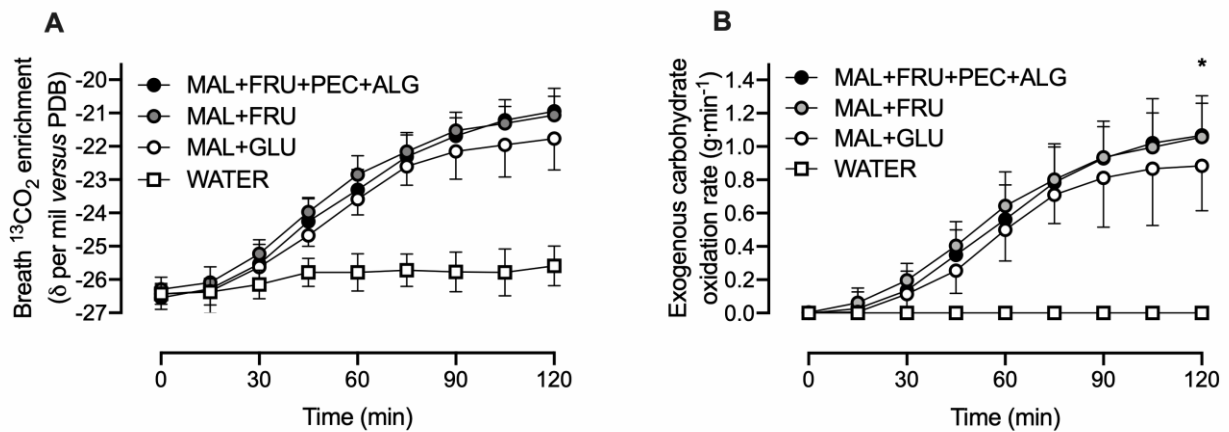 A
Breath ¹³CO₂ enrichment
(δ per mil versus PDB)
-20
-21
-22
-23
-24
-25
-26
-27
MAL+FRU+PEC+ALG
MAL+FRU
MAL+GLU
WATER
0 30 60 90 120
Time (min)
B
Exogenous carbohydrate
oxidation rate (g·min⁻¹)
1.4
1.2
1.0
0.8
0.6
0.4
0.2
0.0
MAL+FRU+PEC+ALG
MAL+FRU
MAL+GLU
WATER
*
0 30 60 90 120
Time (min)